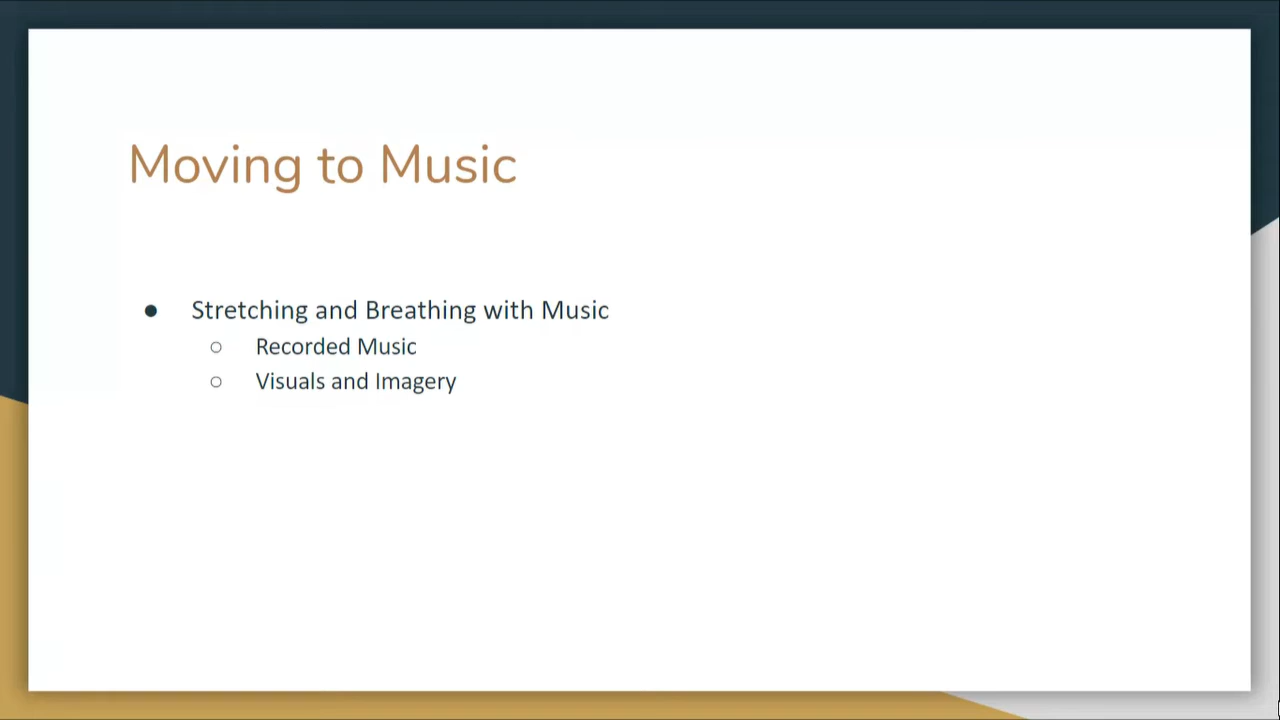 Moving to Music
● Stretching and Breathing with Music
○ Recorded Music
○ Visuals and Imagery